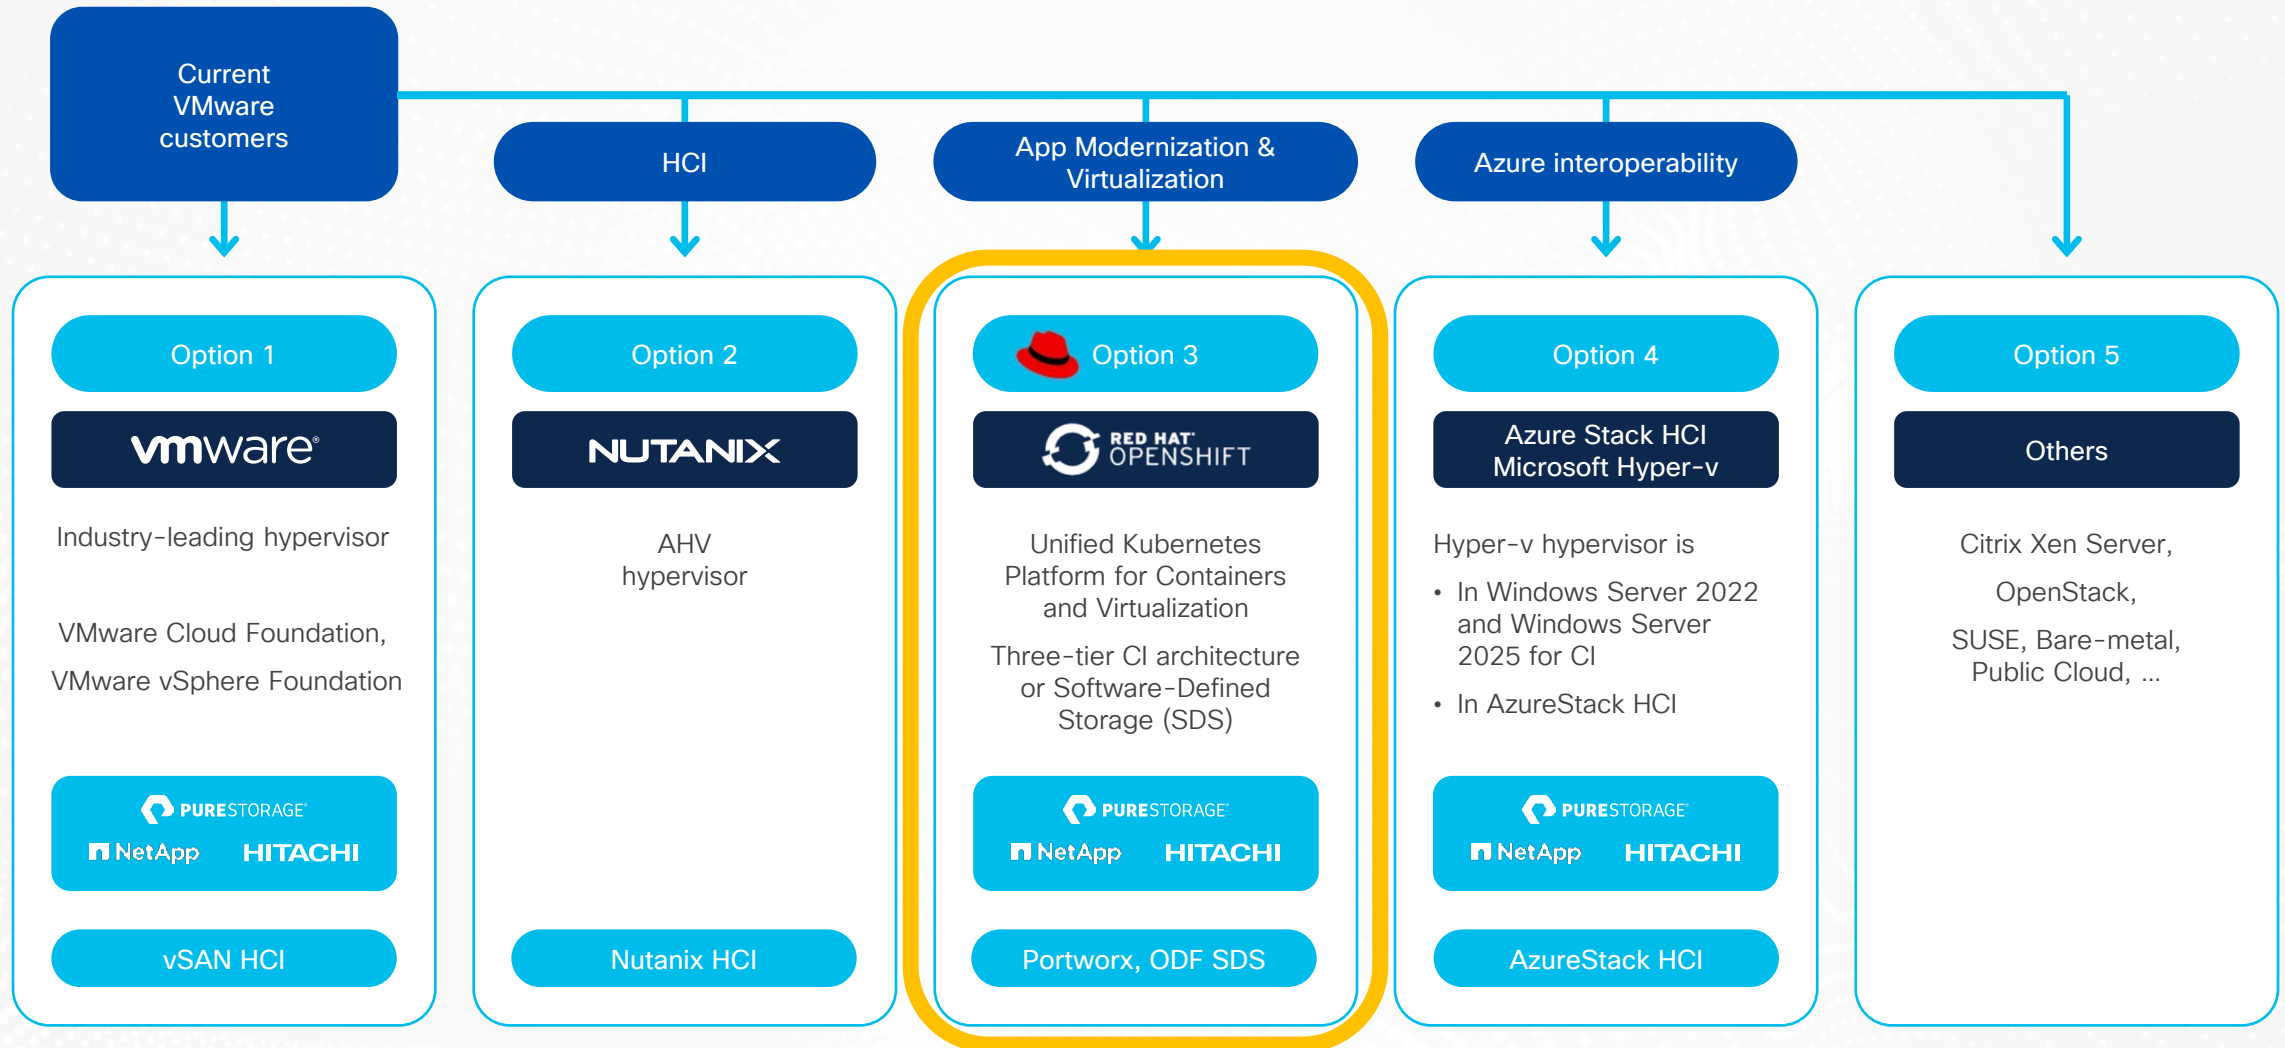 Current
VMware
customers
HCI
App Modernization &
Virtualization
Azure interoperability
Option 1
vmware®
Industry-leading hypervisor
VMware Cloud Foundation,
VMware vSphere Foundation
PURESTORAGE®
NetApp HITACHI
vSAN HCI
Option 2
NUTANIX
AHV
hypervisor
Nutanix HCI
Option 3
RED HAT®
OPENSHIFT
Unified Kubernetes
Platform for Containers
and Virtualization
Three-tier CI architecture
or Software-Defined
Storage (SDS)
PURESTORAGE®
NetApp HITACHI
Portworx, ODF SDS
Option 4
Azure Stack HCI
Microsoft Hyper-v
Hyper-v hypervisor is
• In Windows Server 2022
and Windows Server
2025 for CI
• In AzureStack HCI
PURESTORAGE®
NetApp HITACHI
AzureStack HCI
Option 5
Others
Citrix Xen Server,
OpenStack,
SUSE, Bare-metal,
Public Cloud, ...